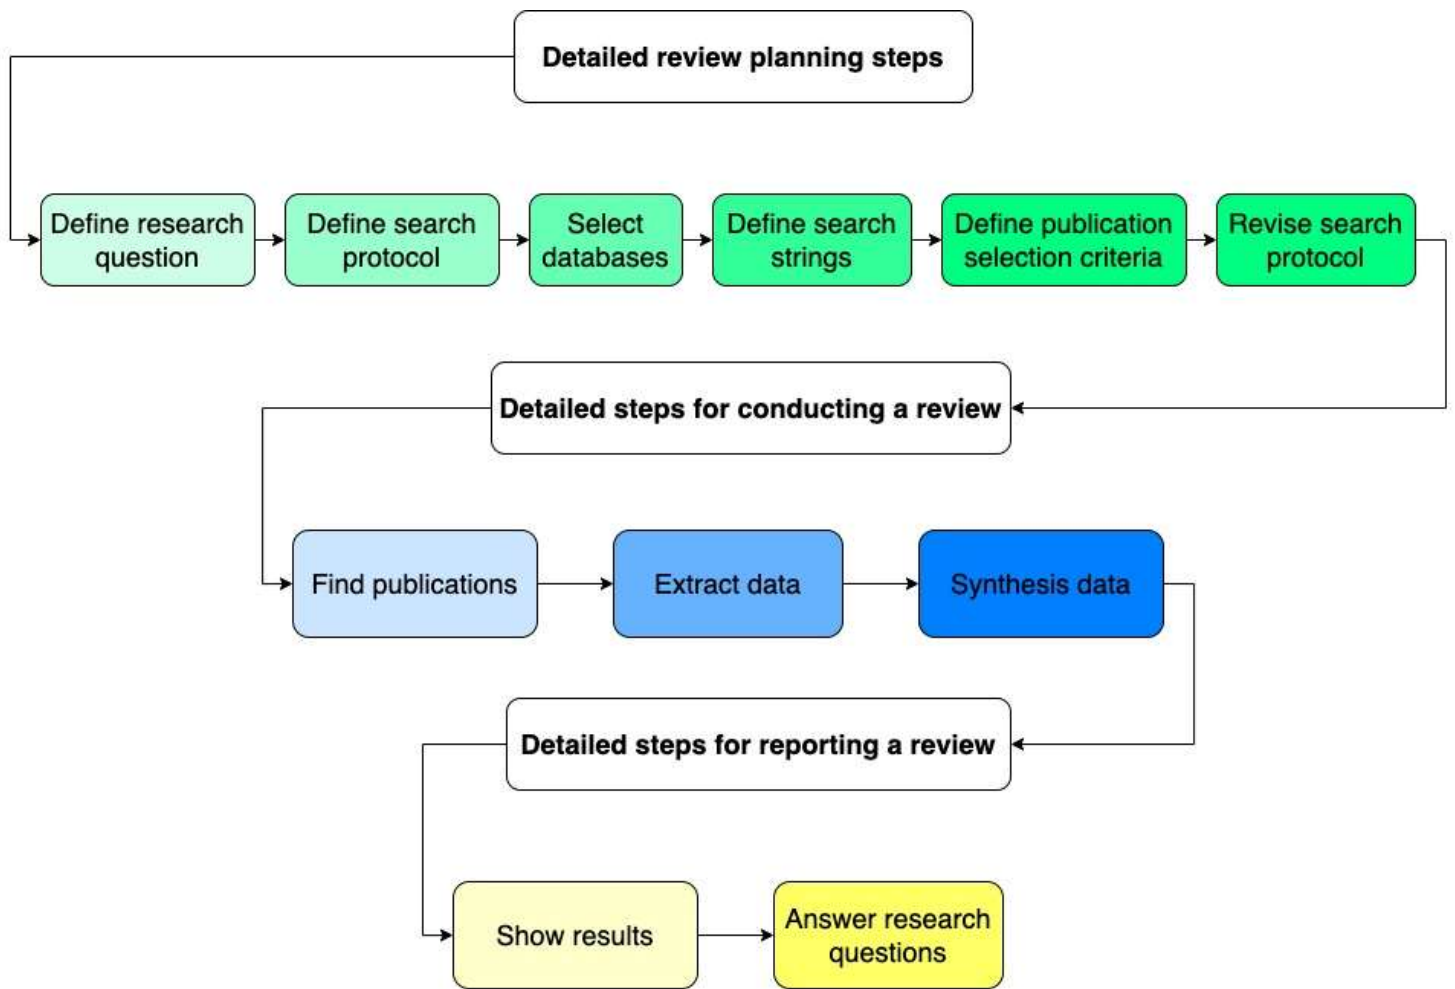 Detailed review planning steps
Define research
question
Define search
protocol
Select
databases
Define search
strings
Define publication
selection criteria
Revise search
protocol
Detailed steps for conducting a review
Find publications
Extract data
Synthesis data
Detailed steps for reporting a review
Show results
Answer research
questions